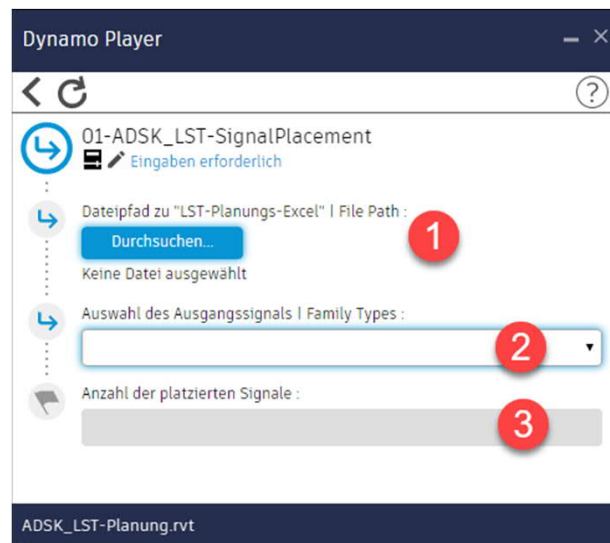 Dynamo Player
?
01-ADSK_LST-SignalPlacement
Eingaben erforderlich
Dateipfad zu "LST-Planungs-Excel" | File Path :
1
Durchsuchen...
Keine Datei ausgewählt
Auswahl des Ausgangssignals | Family Types :
2
Anzahl der platzierten Signale :
3
ADSK_LST-Planung.rvt